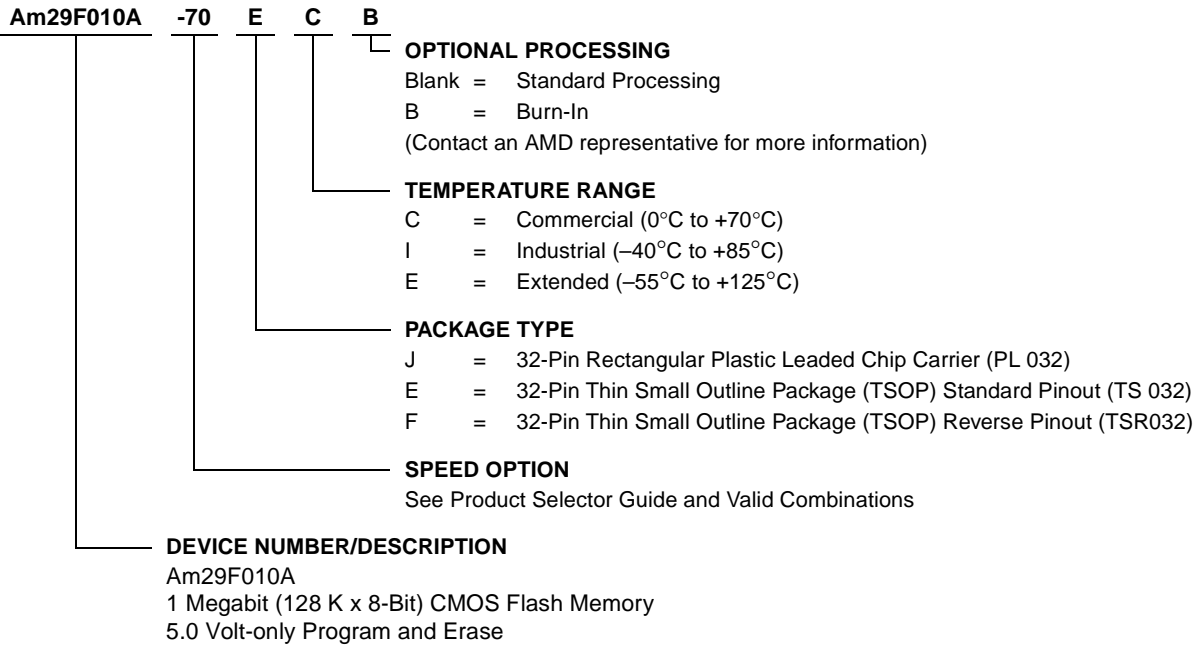 Am29F010A -70 E C B
OPTIONAL PROCESSING
Blank = Standard Processing
B = Burn-In
(Contact an AMD representative for more information)
TEMPERATURE RANGE
C = Commercial (0°C to +70°C)
I = Industrial (–40°C to +85°C)
E = Extended (–55°C to +125°C)
PACKAGE TYPE
J = 32-Pin Rectangular Plastic Leaded Chip Carrier (PL 032)
E = 32-Pin Thin Small Outline Package (TSOP) Standard Pinout (TS 032)
F = 32-Pin Thin Small Outline Package (TSOP) Reverse Pinout (TSR032)
SPEED OPTION
See Product Selector Guide and Valid Combinations
DEVICE NUMBER/DESCRIPTION
Am29F010A
1 Megabit (128 K x 8-Bit) CMOS Flash Memory
5.0 Volt-only Program and Erase